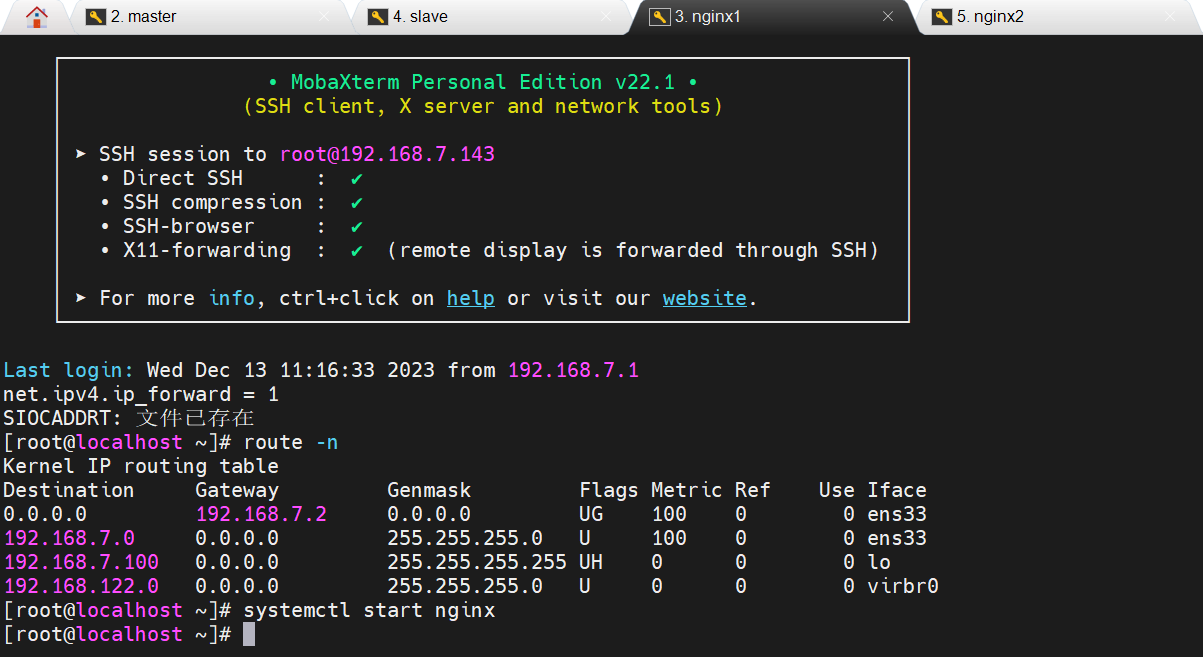 2. master
4. slave
3. nginx1
5. nginx2
• MobaXterm Personal Edition v22.1 •
(SSH client, X server and network tools)
➤ SSH session to root@192.168.7.143
• Direct SSH : ✔
• SSH compression : ✔
• SSH-browser : ✔
• X11-forwarding : ✔ (remote display is forwarded through SSH)
➤ For more info, ctrl+click on help or visit our website.
Last login: Wed Dec 13 11:16:33 2023 from 192.168.7.1
net.ipv4.ip_forward = 1
SIOCADDRT: 文件已存在
[root@localhost ~]# route -n
Kernel IP routing table
Destination Gateway Genmask Flags Metric Ref Use Iface
0.0.0.0 192.168.7.2 0.0.0.0 UG 100 0 0 ens33
192.168.7.0 0.0.0.0 255.255.255.0 U 100 0 0 ens33
192.168.7.100 0.0.0.0 255.255.255.255 UH 0 0 0 lo
192.168.122.0 0.0.0.0 255.255.255.0 U 0 0 0 virbr0
[root@localhost ~]# systemctl start nginx
[root@localhost ~]#